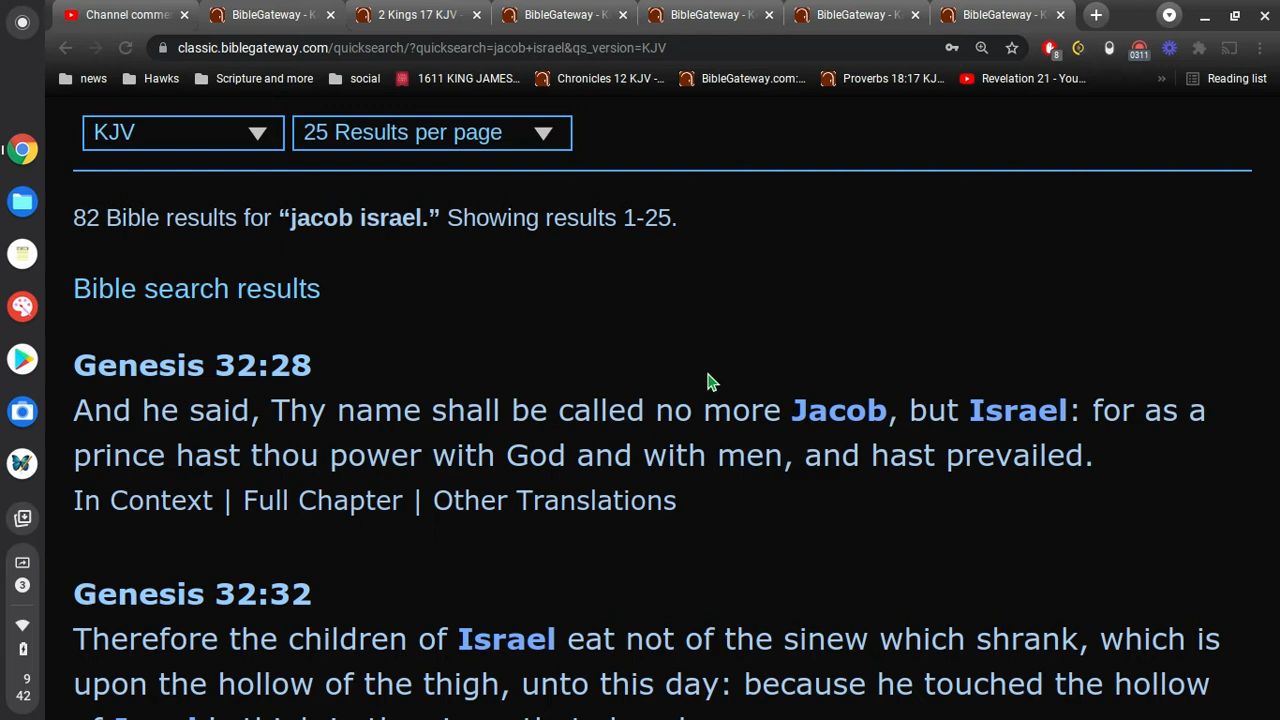 Channel comme
BibleGateway - K
2 Kings 17 KJV -
BibleGateway - K
BibleGateway - K
BibleGateway - K
BibleGateway - K
classic.biblegateway.com/quicksearch/?quicksearch=jacob+israel&qs_version=KJV
8
0311
news
Hawks
Scripture and more
social
1611 KING JAMES...
Chronicles 12 KJV -...
BibleGateway.com:...
Proverbs 18:17 KJ...
Revelation 21 - You...
»
Reading list
KJV
25 Results per page
82 Bible results for “jacob israel.” Showing results 1-25.
Bible search results
Genesis 32:28
And he said, Thy name shall be called no more Jacob, but Israel: for as a
prince hast thou power with God and with men, and hast prevailed.
In Context | Full Chapter | Other Translations
Genesis 32:32
Therefore the children of Israel eat not of the sinew which shrank, which is
upon the hollow of the thigh, unto this day: because he touched the hollow
3
9
42